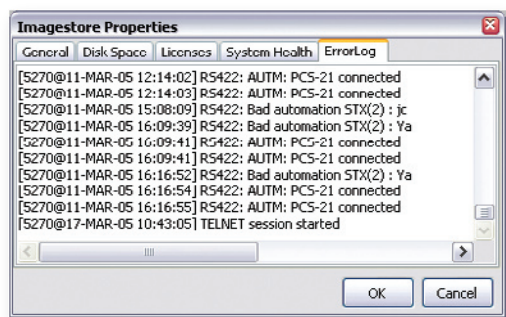 Imagestore Properties
General Disk Space Licenses System Health ErrorLog
[5270@11-MAR-05 12:14:02] RS422: AUTM: PCS-21 connected
[5270@11-MAR-05 12:14:03] RS422: AUTM: PCS-21 connected
[5270@11-MAR-05 15:08:09] RS422: Bad automation STX(2) : jc
[5270@11-MAR-05 16:09:39] RS422: Bad automation STX(2) : Ya
[5270@11-MAR-05 16:09:41] RS422: AUTM: PCS-21 connected
[5270@11-MAR-05 16:09:41] RS422: AUTM: PCS-21 connected
[5270@11-MAR-05 16:16:52] RS422: Bad automation STX(2) : Ya
[5270@11-MAR-05 16:16:54] RS422: AUTM: PCS-21 connected
[5270@11-MAR-05 16:16:55] RS422: AUTM: PCS-21 connected
[5270@17-MAR-05 10:43:05] TELNET session started
OK Cancel